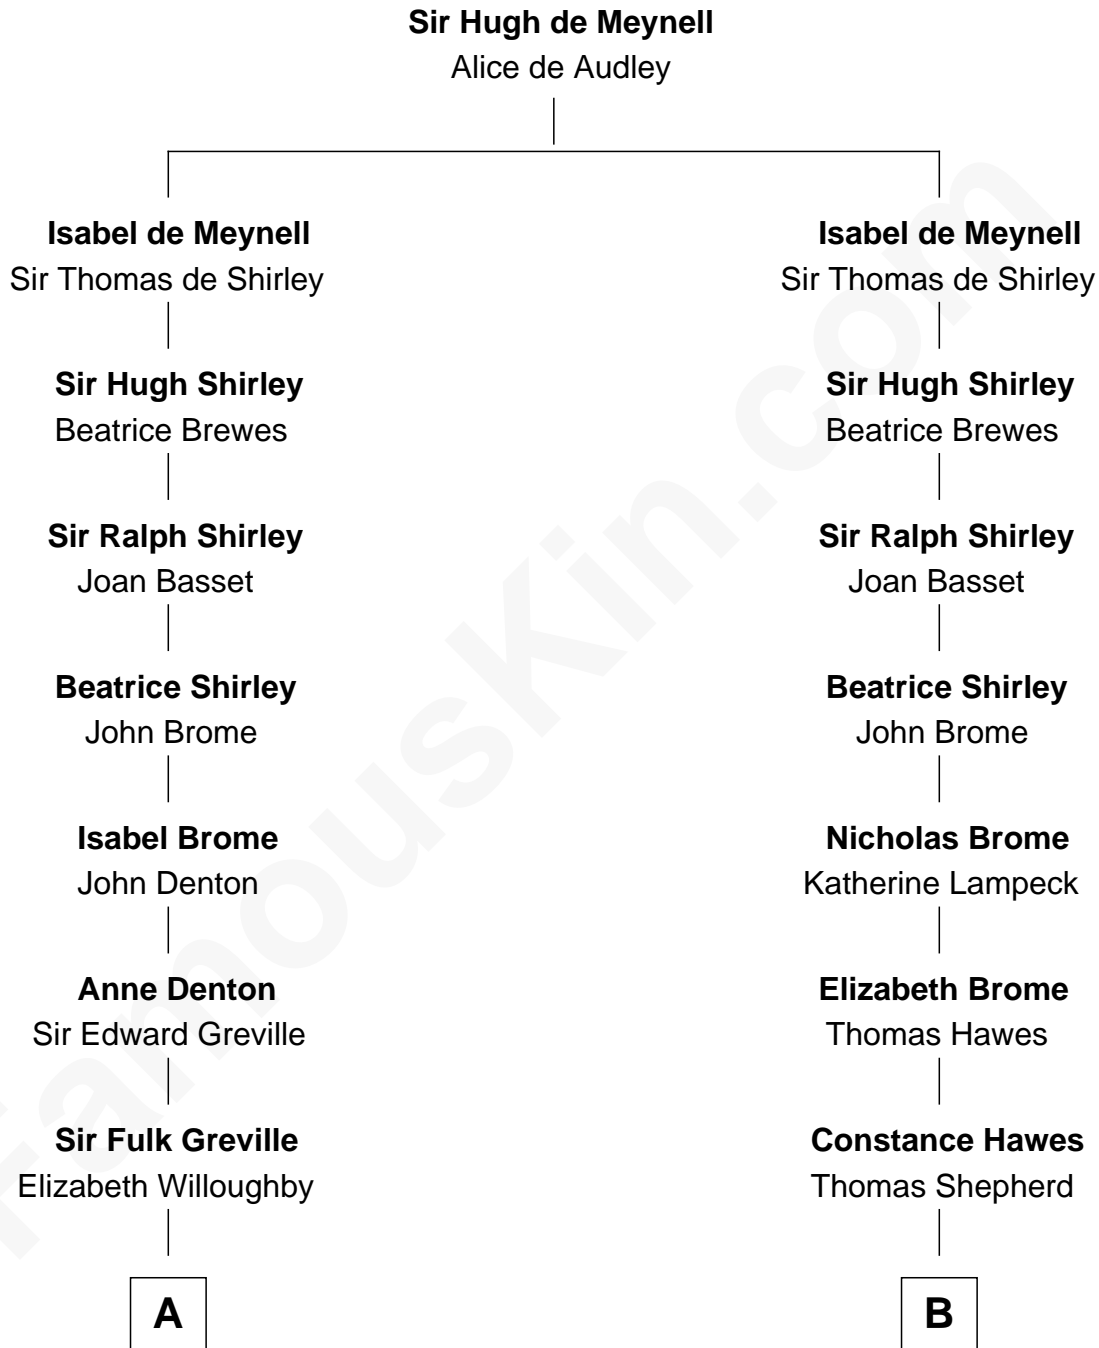 Sir Hugh de Meynell
Alice de Audley
Isabel de Meynell
Sir Thomas de Shirley
Isabel de Meynell
Sir Thomas de Shirley
Sir Hugh Shirley
Beatrice Brewes
Sir Hugh Shirley
Beatrice Brewes
Sir Ralph Shirley
Joan Basset
Sir Ralph Shirley
Joan Basset
Beatrice Shirley
John Brome
Beatrice Shirley
John Brome
Isabel Brome
John Denton
Nicholas Brome
Katherine Lampeck
Anne Denton
Sir Edward Greville
Elizabeth Brome
Thomas Hawes
Sir Fulk Greville
Elizabeth Willoughby
Constance Hawes
Thomas Shepherd
A
B
FamousKin.com